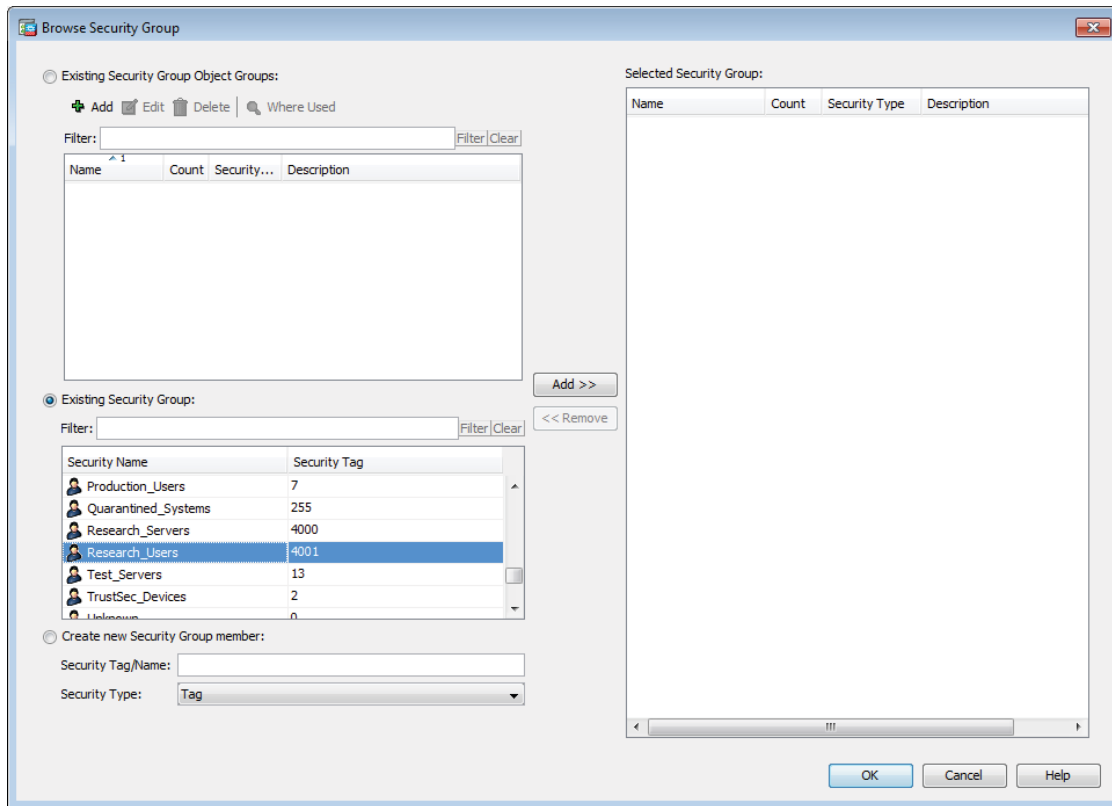 Browse Security Group
Existing Security Group Object Groups:
Add Edit Delete Where Used
Filter: Filter Clear
Name 1 Count Security... Description
Add >>
<< Remove
Existing Security Group:
Filter: Filter Clear
Security Name Security Tag
Production_Users 7
Quarantined_Systems 255
Research_Servers 4000
Research_Users 4001
Test_Servers 13
TrustSec_Devices 2
Unknown 0
Create new Security Group member:
Security Tag/Name:
Security Type: Tag
Selected Security Group:
Name Count Security Type Description
OK Cancel Help